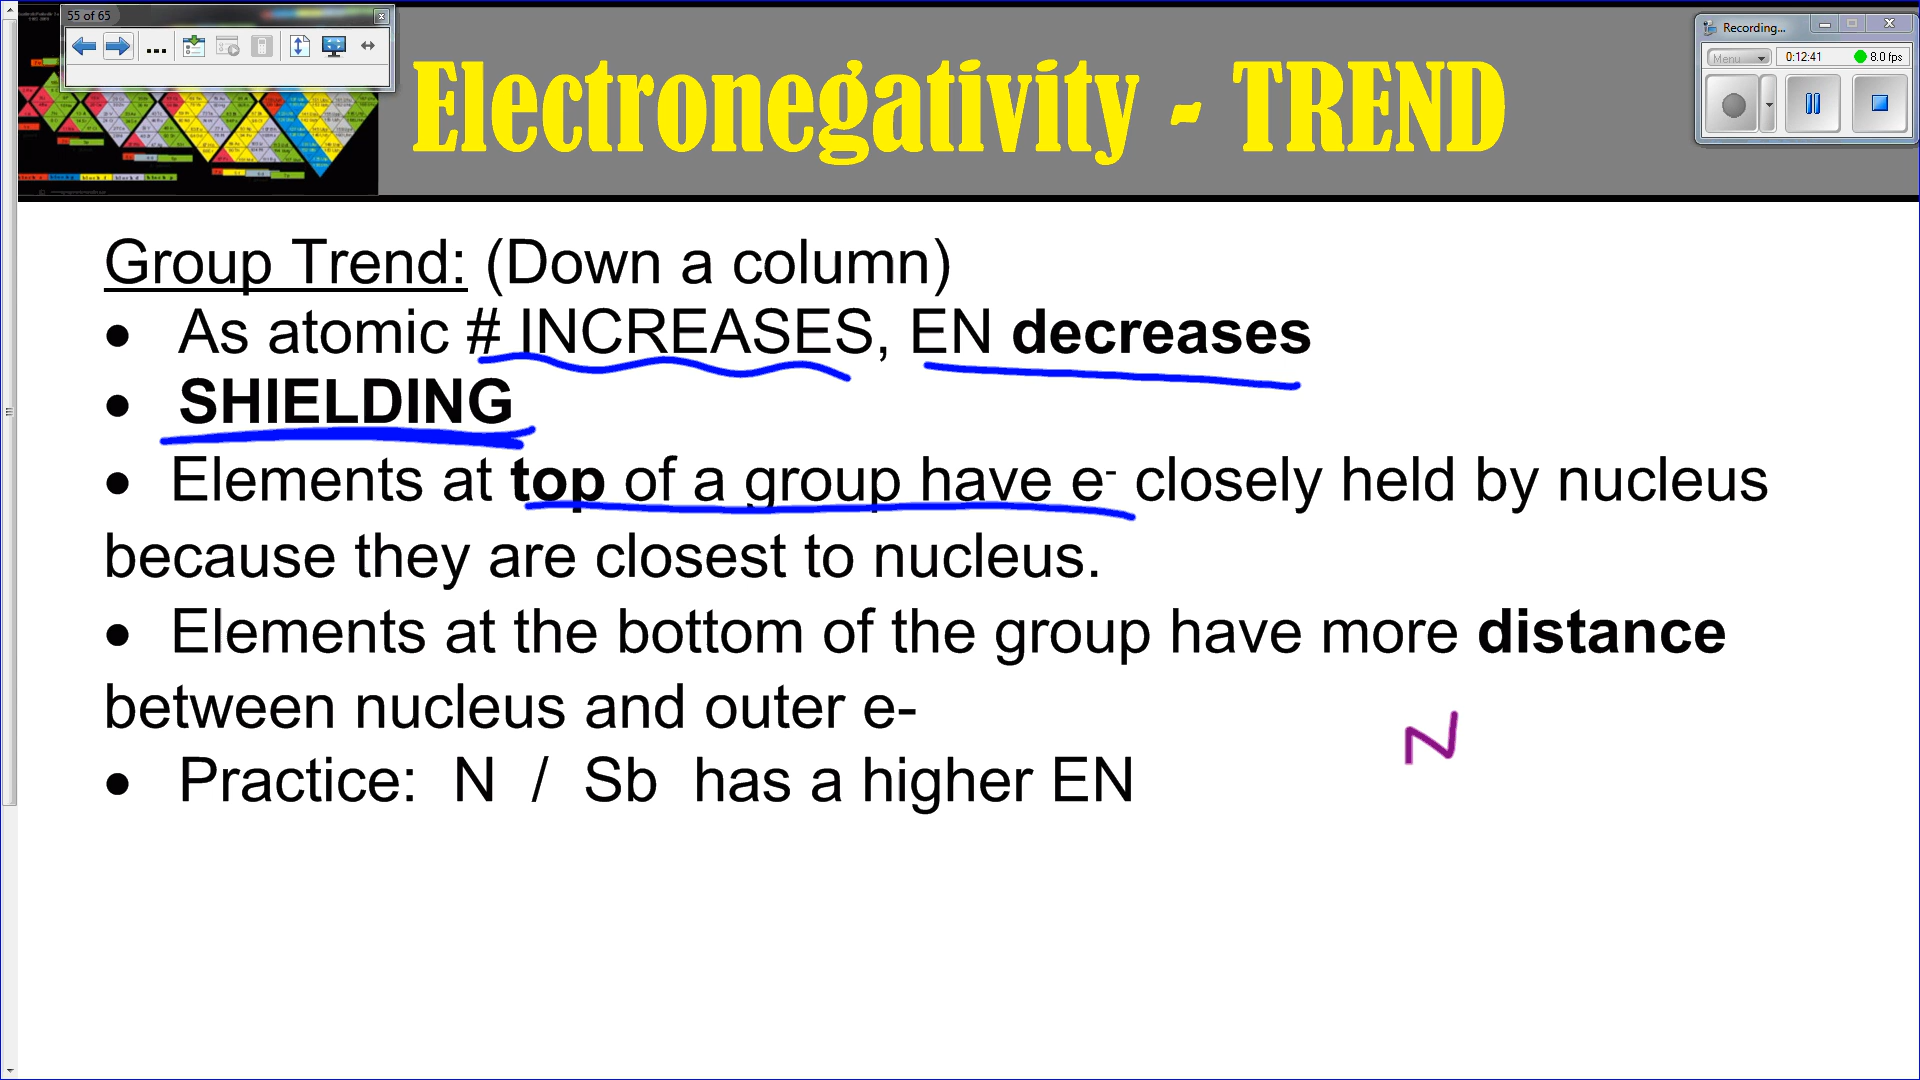 55 of 65
Electronegativity - TREND
Recording...
Menu
0:12:41
8.0 fps
Group Trend: (Down a column)
• As atomic # INCREASES, EN decreases
• SHIELDING
• Elements at top of a group have e- closely held by nucleus
because they are closest to nucleus.
• Elements at the bottom of the group have more distance
between nucleus and outer e-
N
• Practice: N / Sb has a higher EN